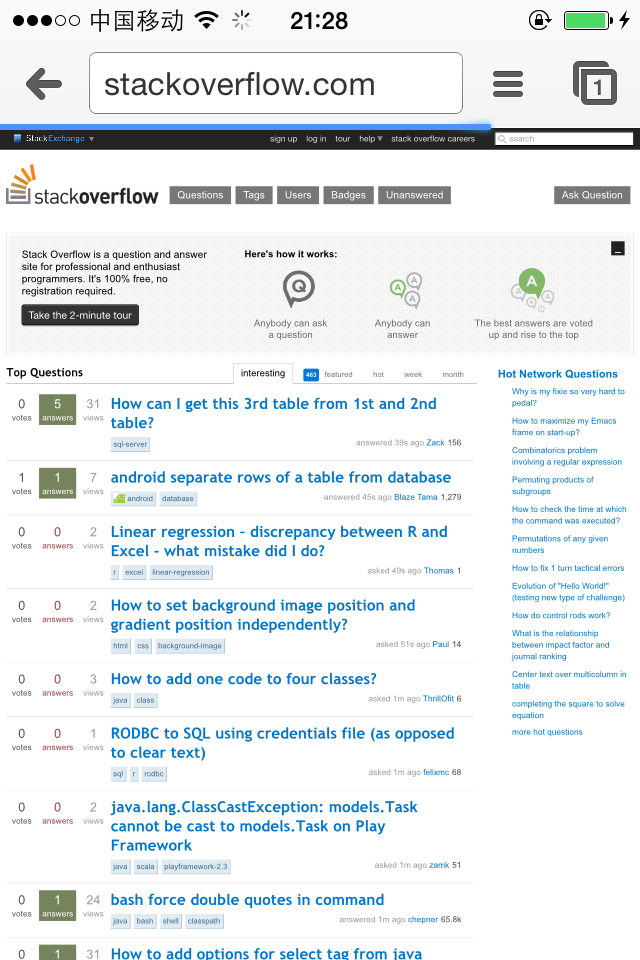 中国移动
21:28
stackoverflow.com
1
StackExchange
sign up log in tour help stack overflow careers
search
stackoverflow
Questions Tags Users Badges Unanswered
Ask Question
Stack Overflow is a question and answer
site for professional and enthusiast
programmers. It's 100% free, no
registration required.
Take the 2-minute tour
Here's how it works:
Q
Anybody can ask
a question
A
A
A
Anybody can
answer
A
A
A
A
A
The best answers are voted
up and rise to the top
Top Questions
interesting 463 featured hot week month
0 votes
5 answers
31 views
How can I get this 3rd table from 1st and 2nd
table?
sql-server
answered 39s ago Zack 156
1 votes
1 answers
7 views
android separate rows of a table from database
android database
answered 45s ago Blaze Tama 1,279
0 votes
0 answers
2 views
Linear regression – discrepancy between R and
Excel - what mistake did I do?
r excel linear-regression
asked 49s ago Thomas 1
0 votes
0 answers
2 views
How to set background image position and
gradient position independently?
html css background-image
asked 51s ago Paul 14
0 votes
0 answers
3 views
How to add one code to four classes?
java class
asked 1m ago ThrillOfit 6
0 votes
0 answers
1 views
RODBC to SQL using credentials file (as opposed
to clear text)
sql r rodbc
asked 1m ago felixmc 68
0 votes
0 answers
2 views
java.lang.ClassCastException: models.Task
cannot be cast to models.Task on Play
Framework
java scala playframework-2.3
asked 1m ago zamk 51
0 votes
1 answers
24 views
bash force double quotes in command
java bash shell classpath
answered 1m ago chepner 65.8k
0
1
31
How to add options for select tag from java
Hot Network Questions
Why is my fixie so very hard to
pedal?
How to maximize my Emacs
frame on start-up?
Combinatorics problem
involving a regular expression
Permuting products of
subgroups
How to check the time at which
the command was executed?
Permutations of any given
numbers
How to fix 1 turn tactical errors
Evolution of "Hello World!"
(testing new type of challenge)
How do control rods work?
What is the relationship
between impact factor and
journal ranking
Center text over multicolumn in
table
completing the square to solve
equation
more hot questions